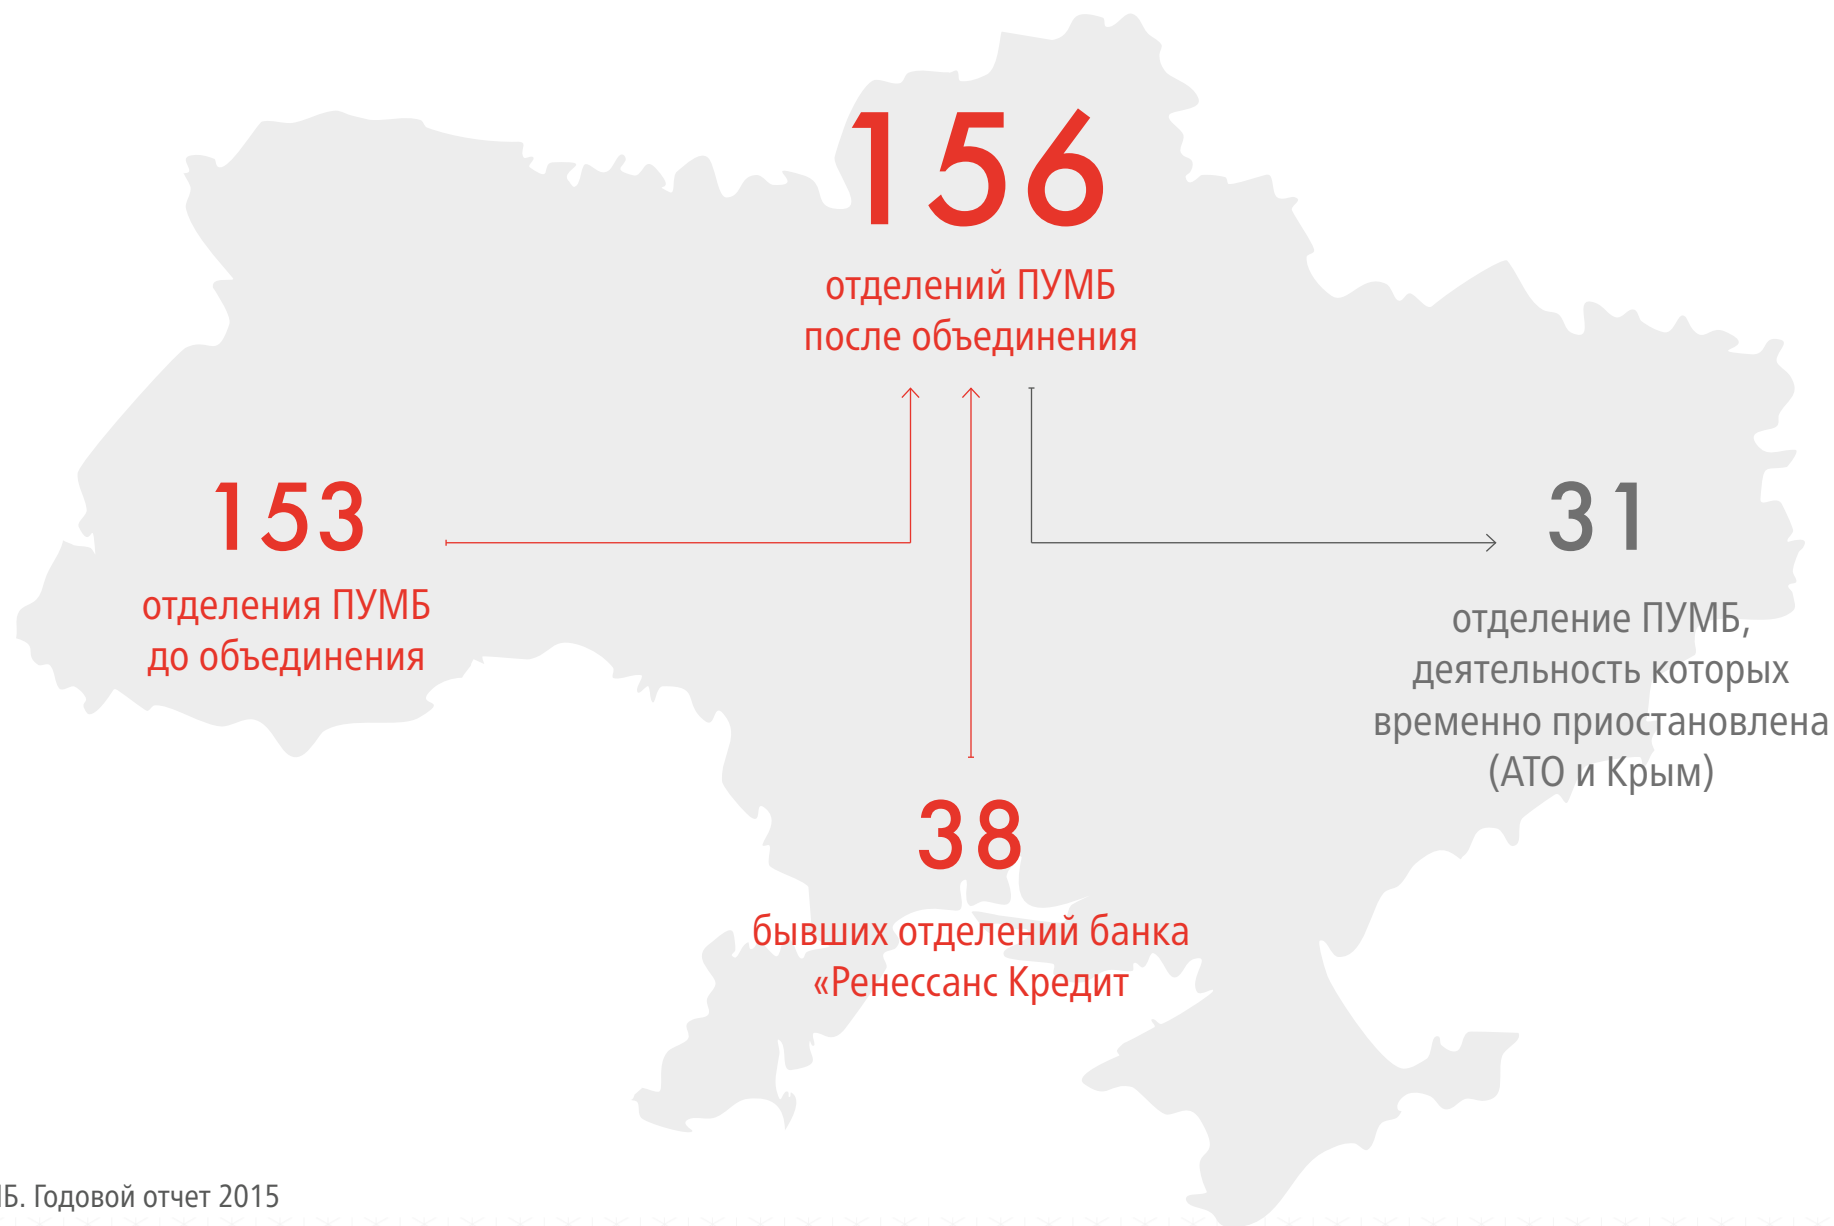 156
отделений ПУМБ
после объединения
153
отделения ПУМБ
до объединения
31
отделение ПУМБ,
деятельность которых
временно приостановлена
(АТО и Крым)
38
бывших отделений банка
«Ренессанс Кредит
Годовой отчет 2015